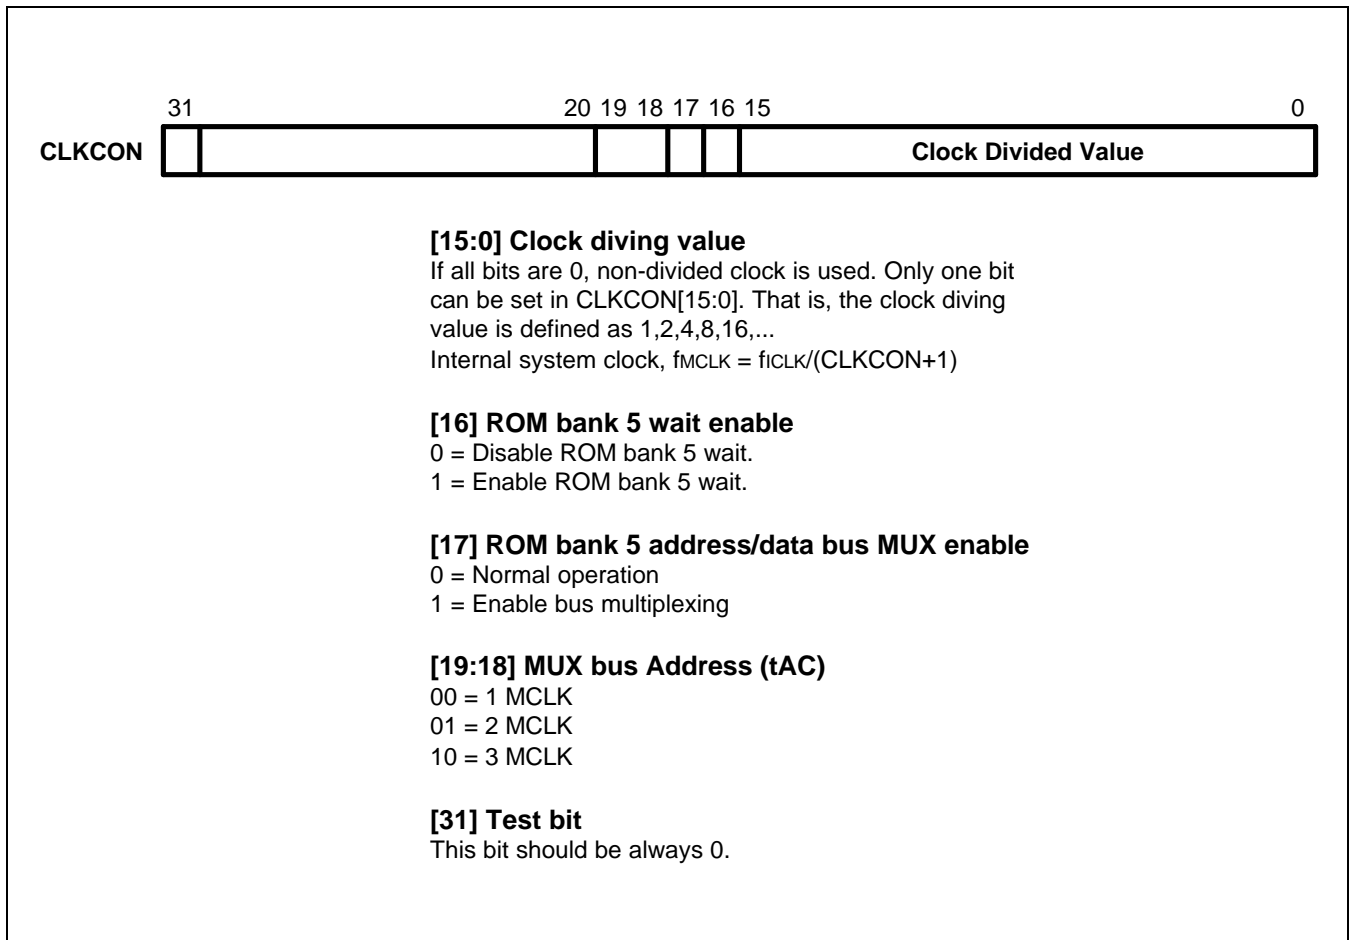 31 20 19 18 17 16 15 0
CLKCON Clock Divided Value
[15:0] Clock diving value
If all bits are 0, non-divided clock is used. Only one bit
can be set in CLKCON[15:0]. That is, the clock diving
value is defined as 1,2,4,8,16,...
Internal system clock, fMCLK = fICLK/(CLKCON+1)
[16] ROM bank 5 wait enable
0 = Disable ROM bank 5 wait.
1 = Enable ROM bank 5 wait.
[17] ROM bank 5 address/data bus MUX enable
0 = Normal operation
1 = Enable bus multiplexing
[19:18] MUX bus Address (tAC)
00 = 1 MCLK
01 = 2 MCLK
10 = 3 MCLK
[31] Test bit
This bit should be always 0.